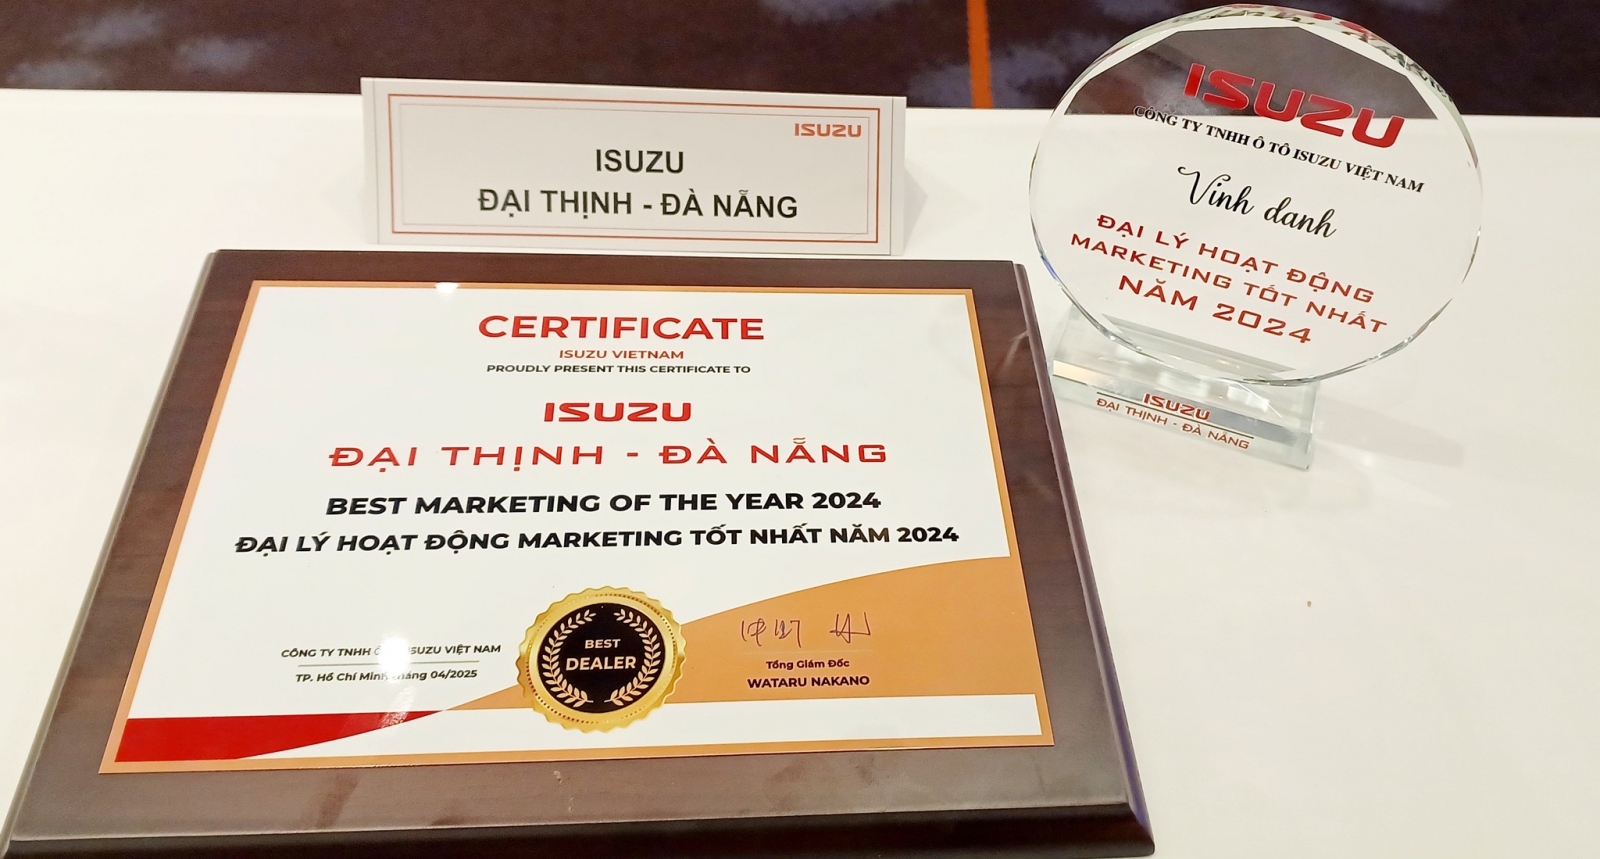 ISUZU
ISUZU
ĐẠI THỊNH - ĐÀ NẴNG
CERTIFICATE
ISUZU VIETNAM
PROUDLY PRESENT THIS CERTIFICATE TO
ISUZU
ĐẠI THỊNH - ĐÀ NẴNG
BEST MARKETING OF THE YEAR 2024
ĐẠI LÝ HOẠT ĐỘNG MARKETING TỐT NHẤT NĂM 2024
CÔNG TY TNHH Ô ISUZU VIỆT NAM
TP. Hồ Chí Minh tháng 04/2025
BEST
DEALER
Tổng Giám Đốc
WATARU NAKANO
ISUZU
CÔNG TY TNHH Ô TÔ ISUZU VIỆT NAM
Vinh danh
ĐẠI LÝ HOẠT ĐỘNG
MARKETING TỐT NHẤT
NĂM 2024
ISUZU
ĐẠI THỊNH - ĐÀ NẴNG